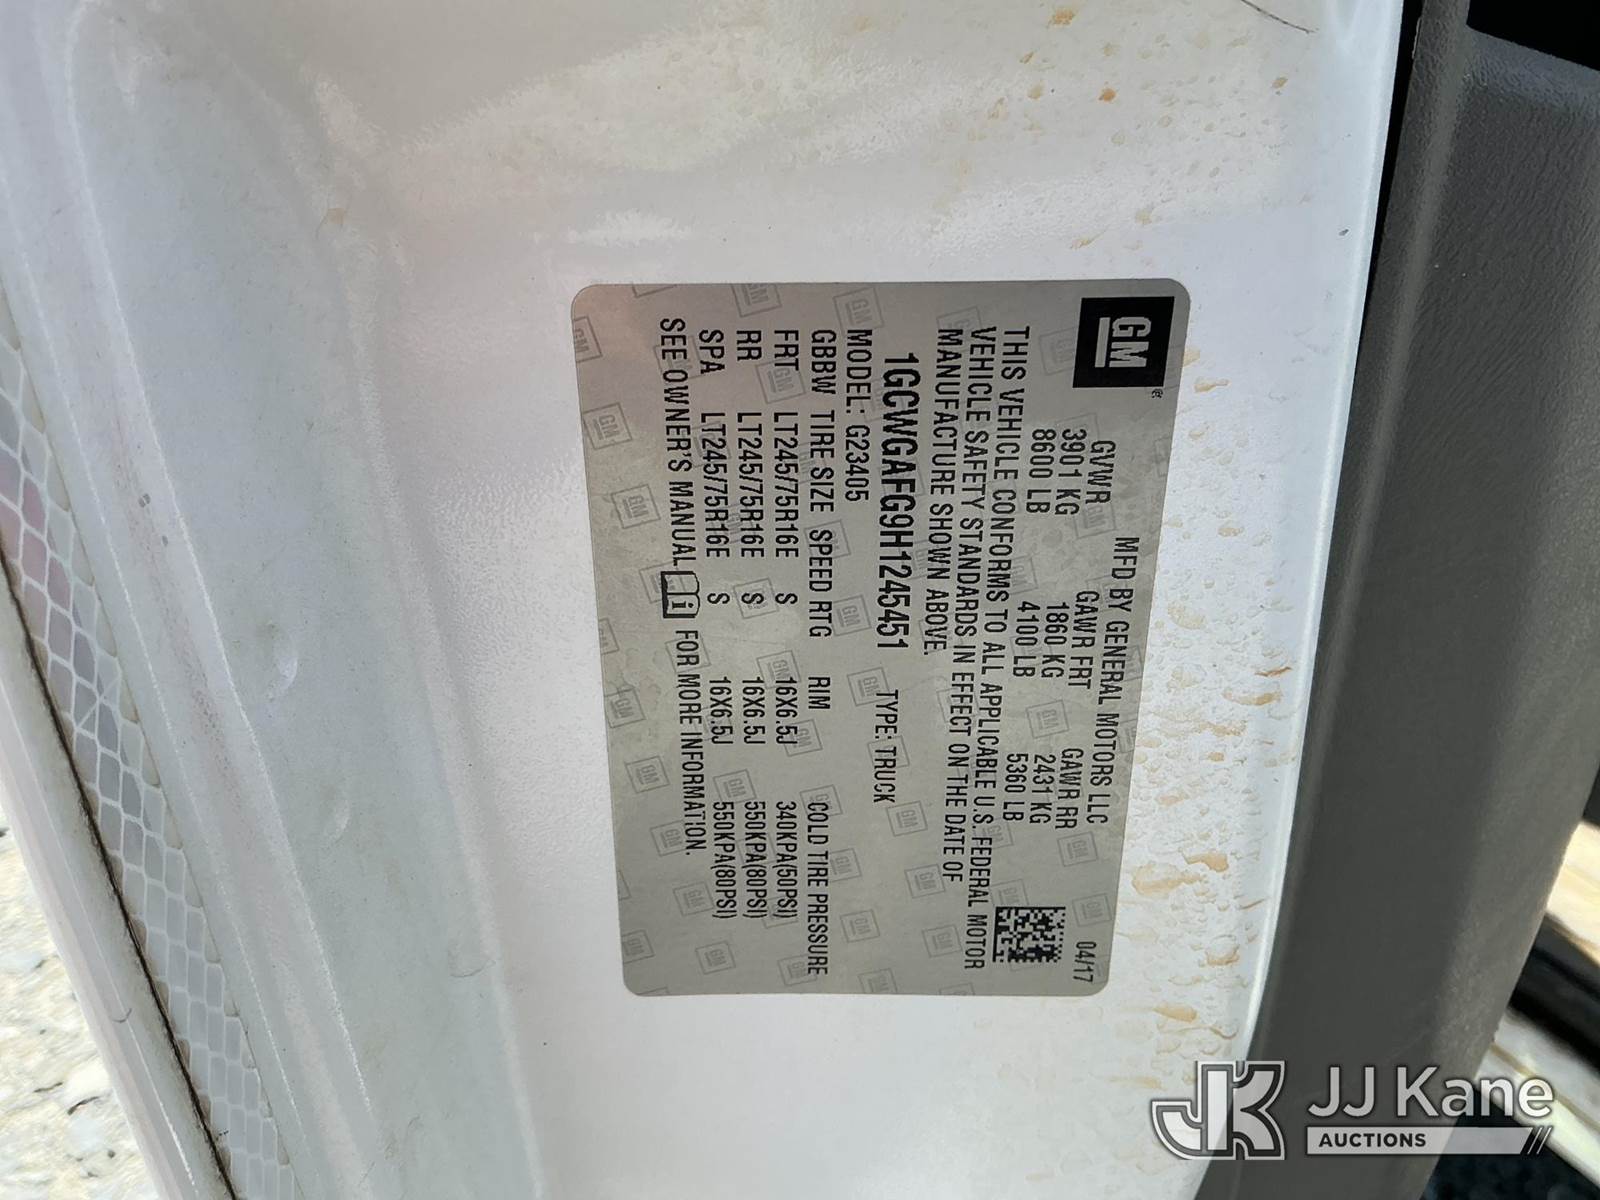 GM
MFD BY GENERAL MOTORS LLC 04/17
GVWR GAWR FRT GAWR RR
3901 KG 1860 KG 2431 KG
8600 LB 4100 LB 5360 LB
THIS VEHICLE CONFORMS TO ALL APPLICABLE U.S. FEDERAL MOTOR
VEHICLE SAFETY STANDARDS IN EFFECT ON THE DATE OF
MANUFACTURE SHOWN ABOVE.
1GCWGAFG9H1245451 TYPE: TRUCK
MODEL: G23405
GBBW TIRE SIZE SPEED RTG RIM COLD TIRE PRESSURE
FRT LT245/75R16E S 16X6.5J 340KPA(50PSI)
RR LT245/75R16E S 16X6.5J 550KPA(80PSI)
SPA LT245/75R16E S 16X6.5J 550KPA(80PSI)
SEE OWNER'S MANUAL i FOR MORE INFORMATION.
JK JJ Kane
AUCTIONS